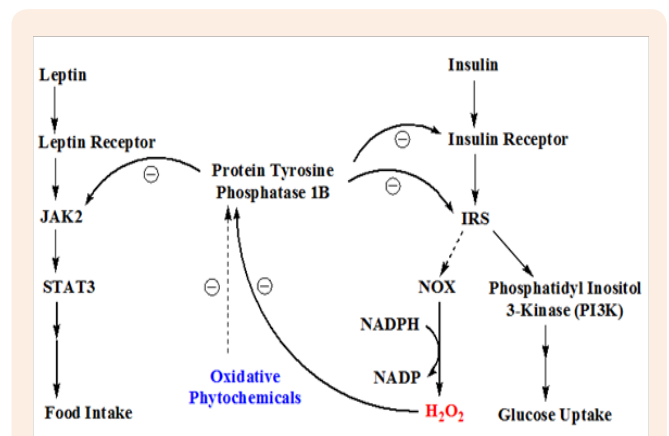 Leptin
Leptin Receptor
JAK2
STAT3
Food Intake
Protein Tyrosine
Phosphatase 1B
Oxidative
Phytochemicals
Insulin
Insulin Receptor
IRS
NOX
NADPH
NADP
H₂O₂
Phosphatidyl Inositol
3-Kinase (PI3K)
Glucose Uptake